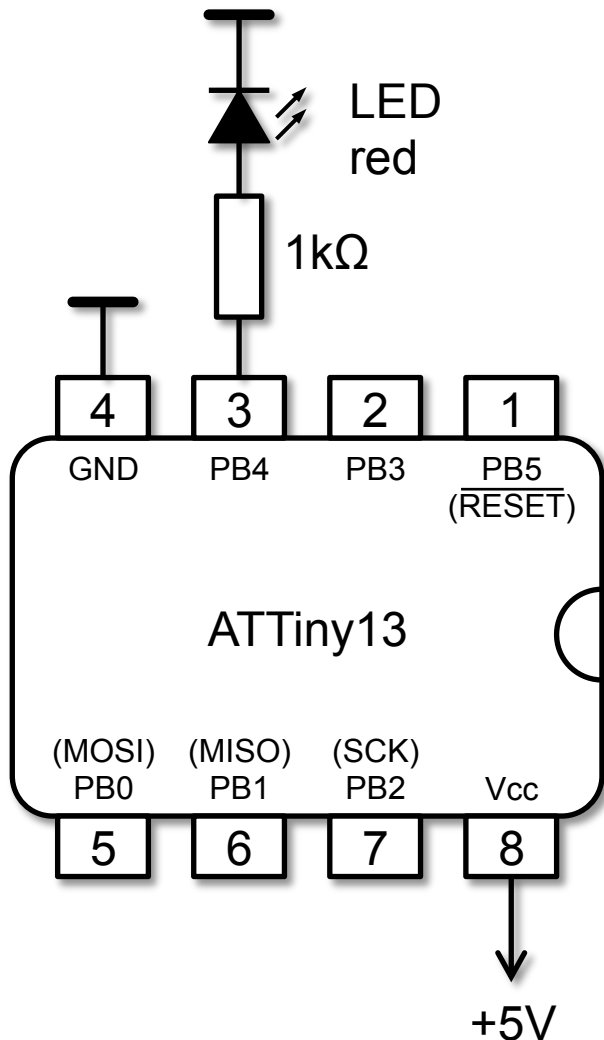 LED
red
1kΩ
4 3 2 1
GND PB4 PB3 PB5
(RESET)
ATTiny13
(MOSI) (MISO) (SCK)
PB0 PB1 PB2 Vcc
5 6 7 8
+5V